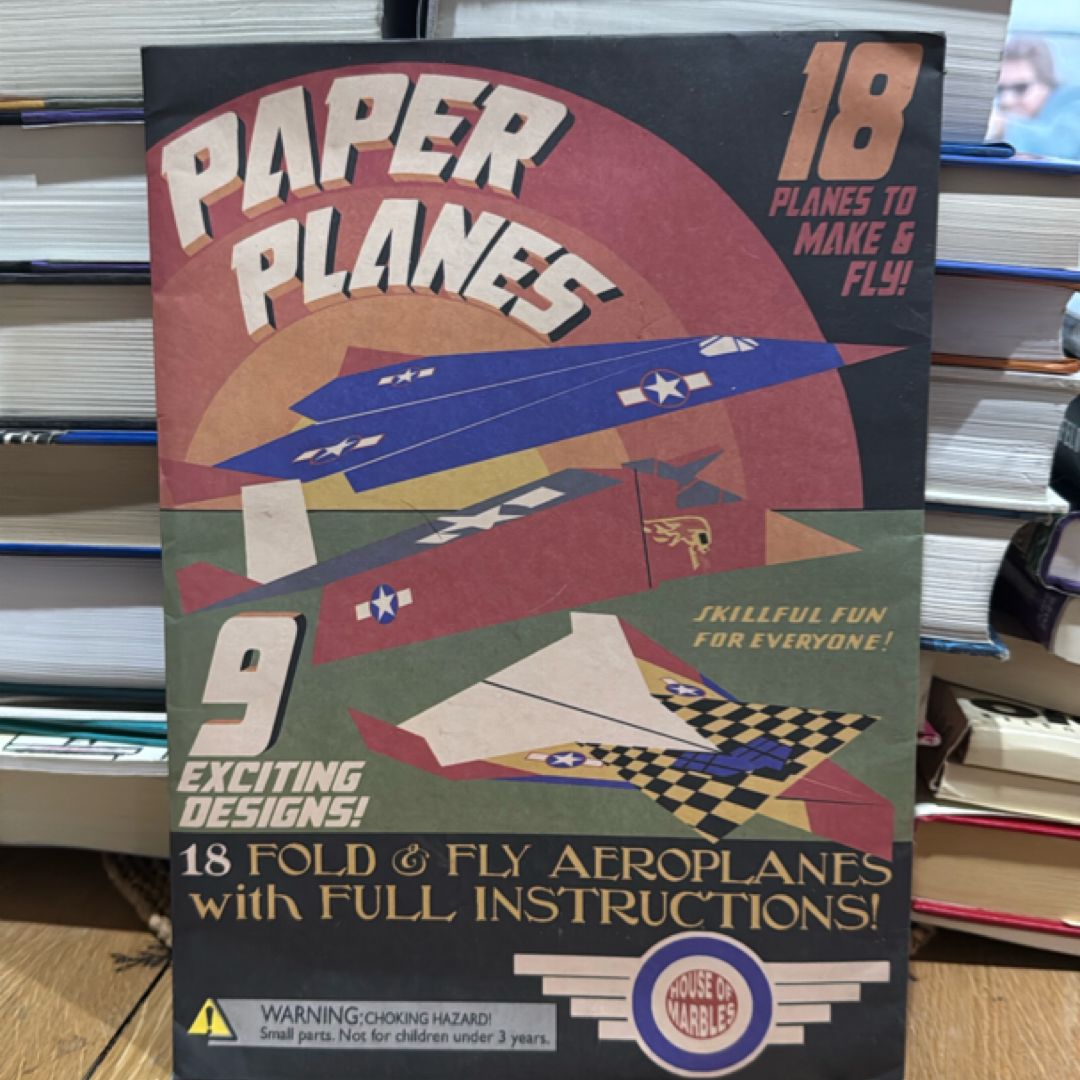 PAPER
PLANES
18
PLANES TO
MAKE &
FLY!
SKILLFUL FUN
FOR EVERYONE!
9
EXCITING
DESIGNS!
18 FOLD & FLY AEROPLANES
with FULL INSTRUCTIONS!
HOUSE OF
MARBLES
WARNING: CHOKING HAZARD!
Small parts. Not for children under 3 years.